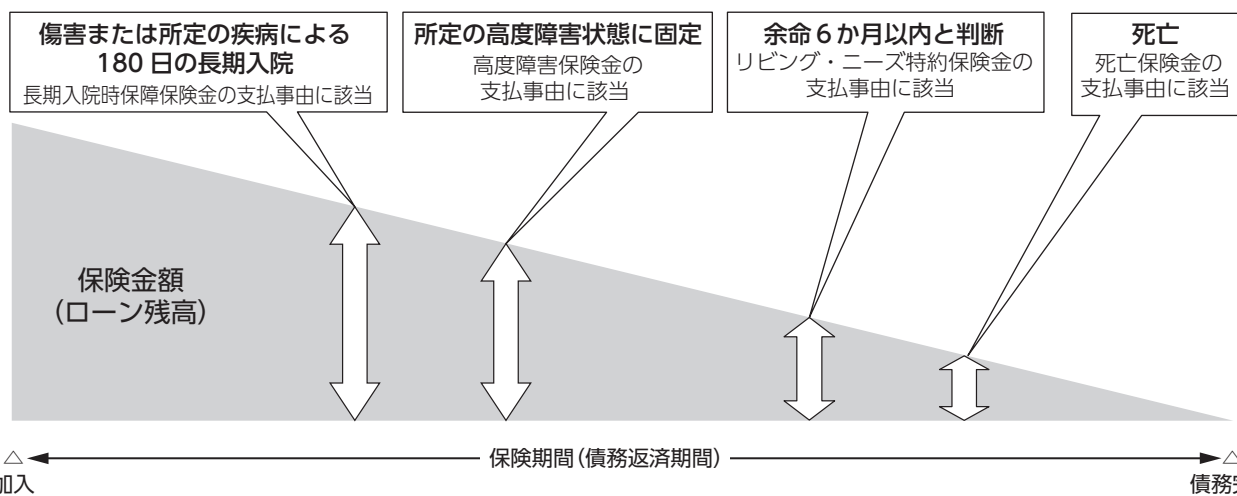 傷害または所定の疾病による
180 日の長期入院
長期入院時保障保険金の支払事由に該当
所定の高度障害状態に固定
高度障害保険金の
支払事由に該当
余命6か月以内と判断
リビング・ニーズ特約保険金の
支払事由に該当
死亡
死亡保険金の
支払事由に該当
保険金額
(ローン残高)
△
保険期間(債務返済期間)
△
加入
債務